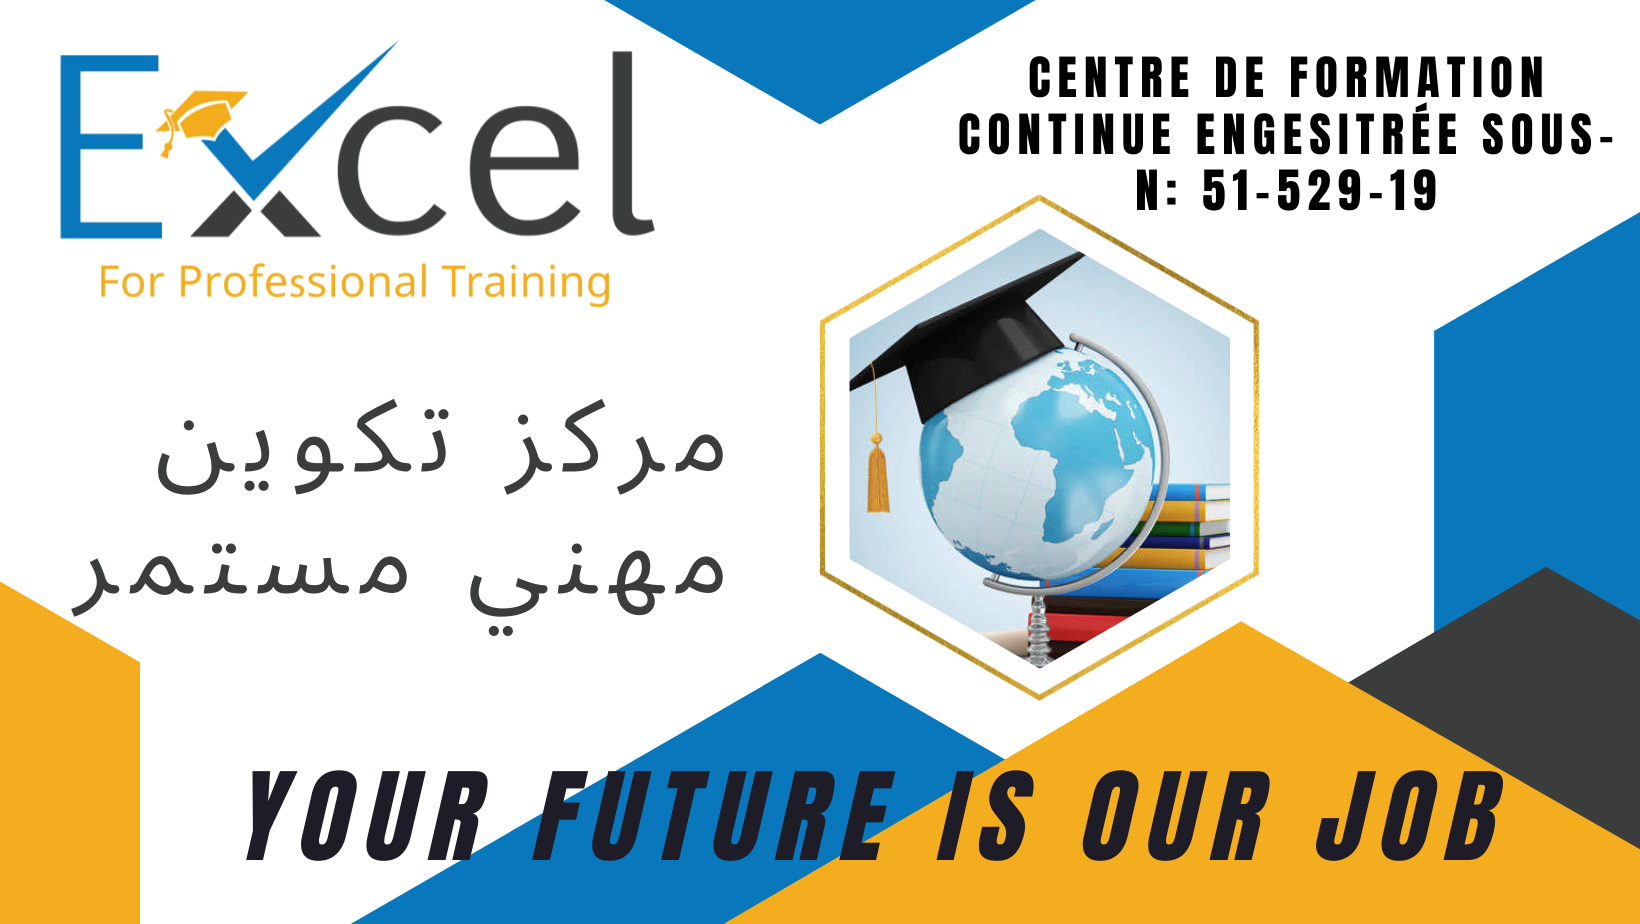 Excel
For Professional Training
CENTRE DE FORMATION
CONTINUE ENGESITRÉE SOUS-
N: 51-529-19
مركز تكوين
مهني مستمر
YOUR FUTURE IS OUR JOB